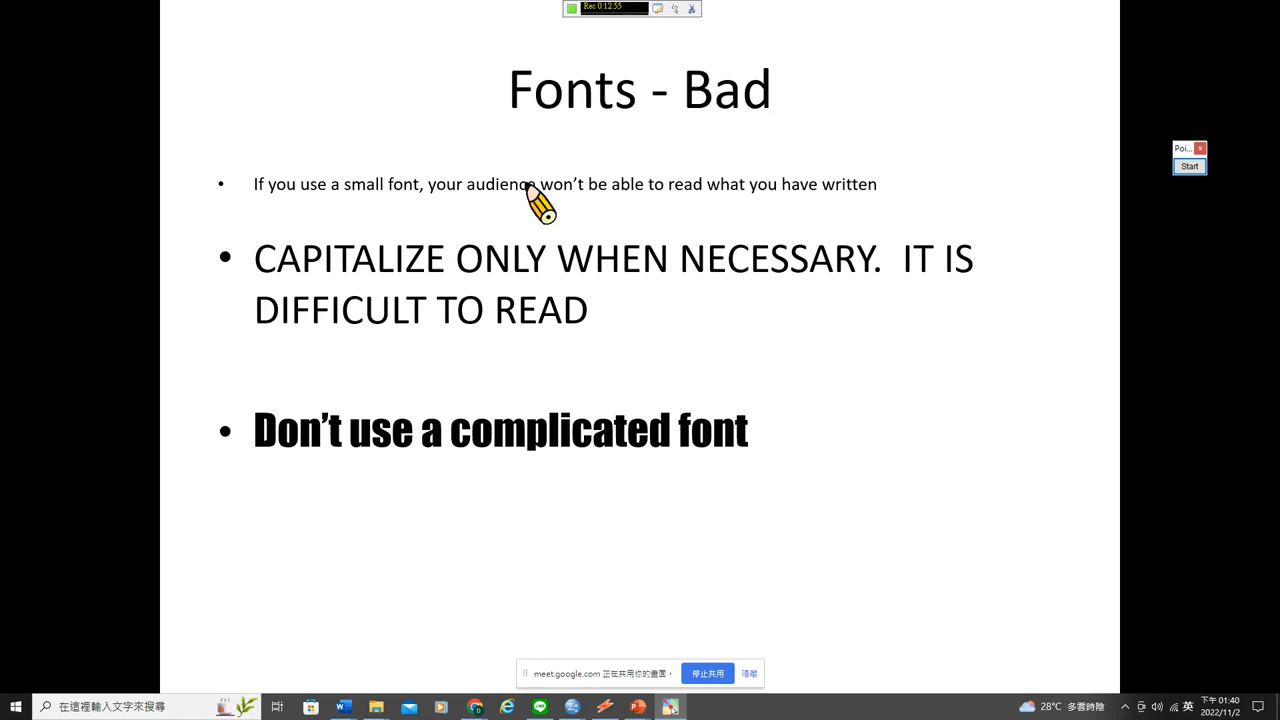 Rec 0:12:55
Fonts - Bad
Poi...
Start
• If you use a small font, your audience won’t be able to read what you have written
• CAPITALIZE ONLY WHEN NECESSARY. IT IS
DIFFICULT TO READ
• Don’t use a complicated font
meet.google.com 正在共用你的畫面。
停止共用
隱藏
在這裡輸入文字來搜尋
28°C 多雲時陰
英
下午 01:40
2022/11/2